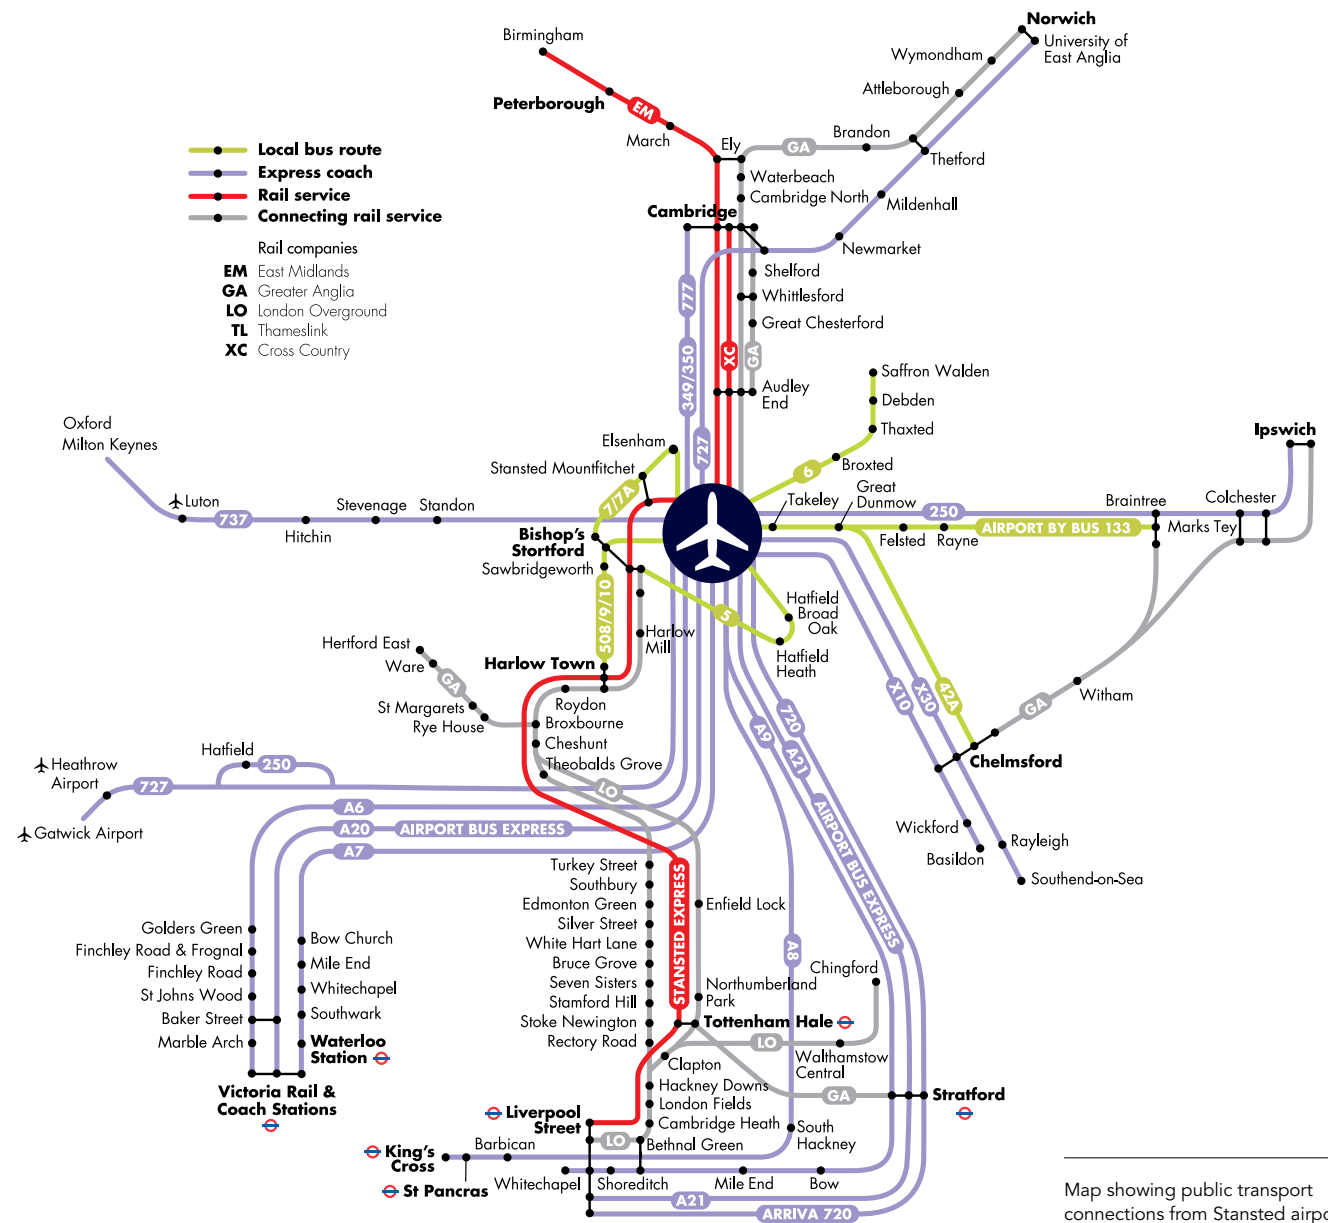 Norwich
University of
East Anglia
Birmingham
Wymondham
Attleborough
Peterborough
EM
March
Ely
GA
Brandon
Thetford
Local bus route
Express coach
Rail service
Connecting rail service
Waterbeach
Cambridge North
Mildenhall
Cambridge
Newmarket
Rail companies
EM East Midlands
GA Greater Anglia
LO London Overground
TL Thameslink
XC Cross Country
Shelford
Whittlesford
Great Chesterford
777
349/350
XC
GA
727
Audley
End
Saffron Walden
Debden
Thaxted
Broxted
6
Oxford
Milton Keynes
Elsenham
Stansted Mountfitchet
7/7A
Ipswich
Luton
737
Hitchin
Stevenage
Standon
Takeley
Great
Dunmow
250
Braintree
Colchester
Marks Tey
AIRPORT BY BUS 133
Felsted
Rayne
Bishop's
Stortford
Sawbridgeworth
508/9/10
5
Hatfield
Broad
Oak
Hatfield
Heath
Harlow
Mill
Hertford East
Ware
GA
St Margarets
Rye House
Harlow Town
Roydon
Broxbourne
Cheshunt
Theobalds Grove
LO
X10
X30
42A
GA
Witham
Chelmsford
Hatfield
250
Heathrow
Airport
727
Gatwick Airport
A6
A20
AIRPORT BUS EXPRESS
A7
A9
720
A21
AIRPORT BUS EXPRESS
Wickford
Basildon
Rayleigh
Southend-on-Sea
Turkey Street
Southbury
Edmonton Green
Silver Street
White Hart Lane
Bruce Grove
Seven Sisters
Stamford Hill
Stoke Newington
Rectory Road
STANSTED EXPRESS
Enfield Lock
Northumberland
Park
Tottenham Hale
A8
Chingford
LO
Walthamstow
Central
Golders Green
Finchley Road & Frognal
Finchley Road
St Johns Wood
Baker Street
Marble Arch
Bow Church
Mile End
Whitechapel
Southwark
Waterloo
Station
Victoria Rail &
Coach Stations
Clapton
Hackney Downs
London Fields
Cambridge Heath
GA
Stratford
Liverpool
Street
LO
Bethnal Green
South
Hackney
King's
Cross
Barbican
St Pancras
Whitechapel
Shoreditch
Mile End
Bow
A21
ARRIVA 720
Map showing public transport
connections from Stansted airpo